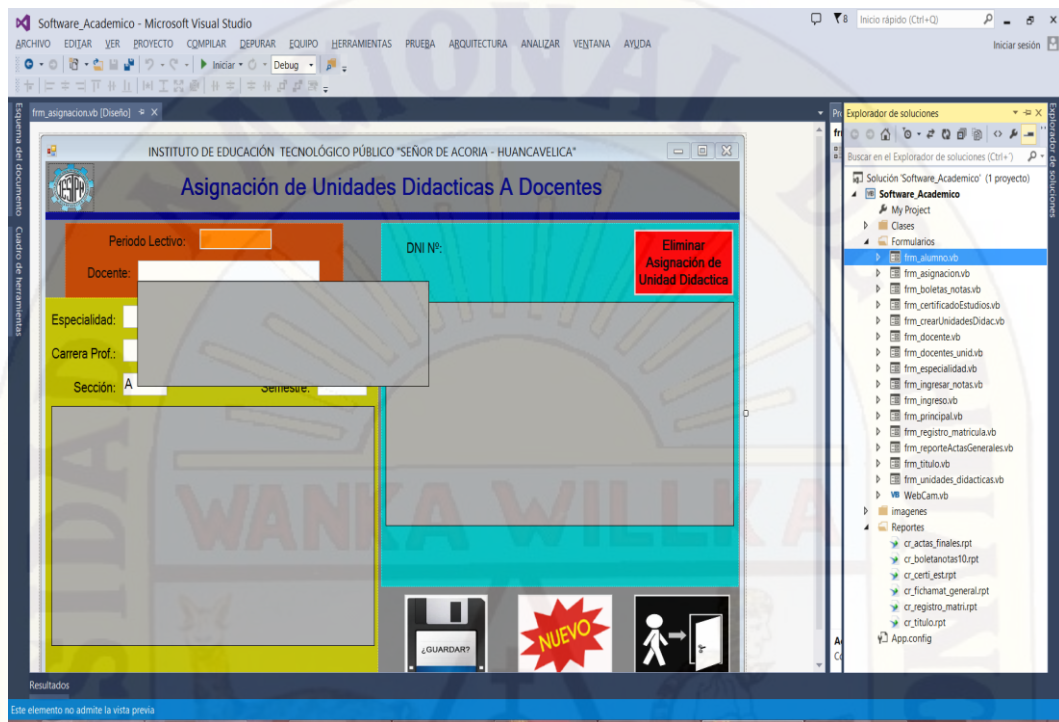 Software_Academico - Microsoft Visual Studio
8
Inicio rápido (Ctrl+Q)
ARCHIVO EDITAR VER PROYECTO COMPILAR DEPURAR EQUIPO HERRAMIENTAS PRUEBA ARQUITECTURA ANALIZAR VENTANA AYUDA
Iniciar sesión
Iniciar
Debug
Esquema del documento
Cuadro de herramientas
frm_asignacion.vb [Diseño]
INSTITUTO DE EDUCACIÓN TECNOLÓGICO PÚBLICO "SEÑOR DE ACORIA - HUANCAVELICA"
Asignación de Unidades Didacticas A Docentes
Periodo Lectivo:
Docente:
Especialidad:
Carrera Prof.:
Sección:
A
Semestre:
DNI Nº:
Eliminar
Asignación de
Unidad Didactica
¿GUARDAR?
NUEVO
Explorador de soluciones
Buscar en el Explorador de soluciones (Ctrl+')
Solución 'Software_Academico' (1 proyecto)
Software_Academico
My Project
Clases
Formularios
frm_alumno.vb
frm_asignacion.vb
frm_boletas_notas.vb
frm_certificadoEstudios.vb
frm_crearUnidadesDidac.vb
frm_docente.vb
frm_docentes_unid.vb
frm_especialidad.vb
frm_ingresar_notas.vb
frm_ingreso.vb
frm_principal.vb
frm_registro_matricula.vb
frm_reporteActasGenerales.vb
frm_titulo.vb
frm_unidades_didacticas.vb
WebCam.vb
imagenes
Reportes
cr_actas_finales.rpt
cr_boletanotas10.rpt
cr_certi_est.rpt
cr_fichamat_general.rpt
cr_registro_matri.rpt
cr_titulo.rpt
App.config
Explorador de soluciones
WANKA WILLKA
Resultados
Este elemento no admite la vista previa